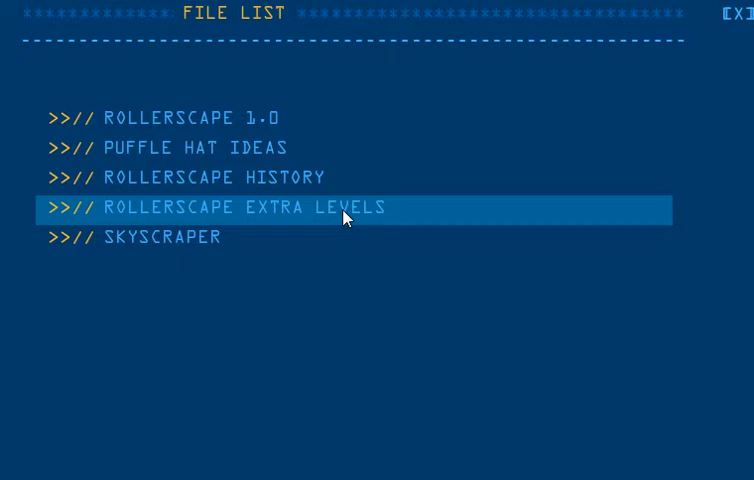 ************* FILE LIST ********************************** [X]
----------------------------------------------------------
>>// ROLLERSCAPE 1.0
>>// PUFFLE HAT IDEAS
>>// ROLLERSCAPE HISTORY
>>// ROLLERSCAPE EXTRA LEVELS
>>// SKYSCRAPER